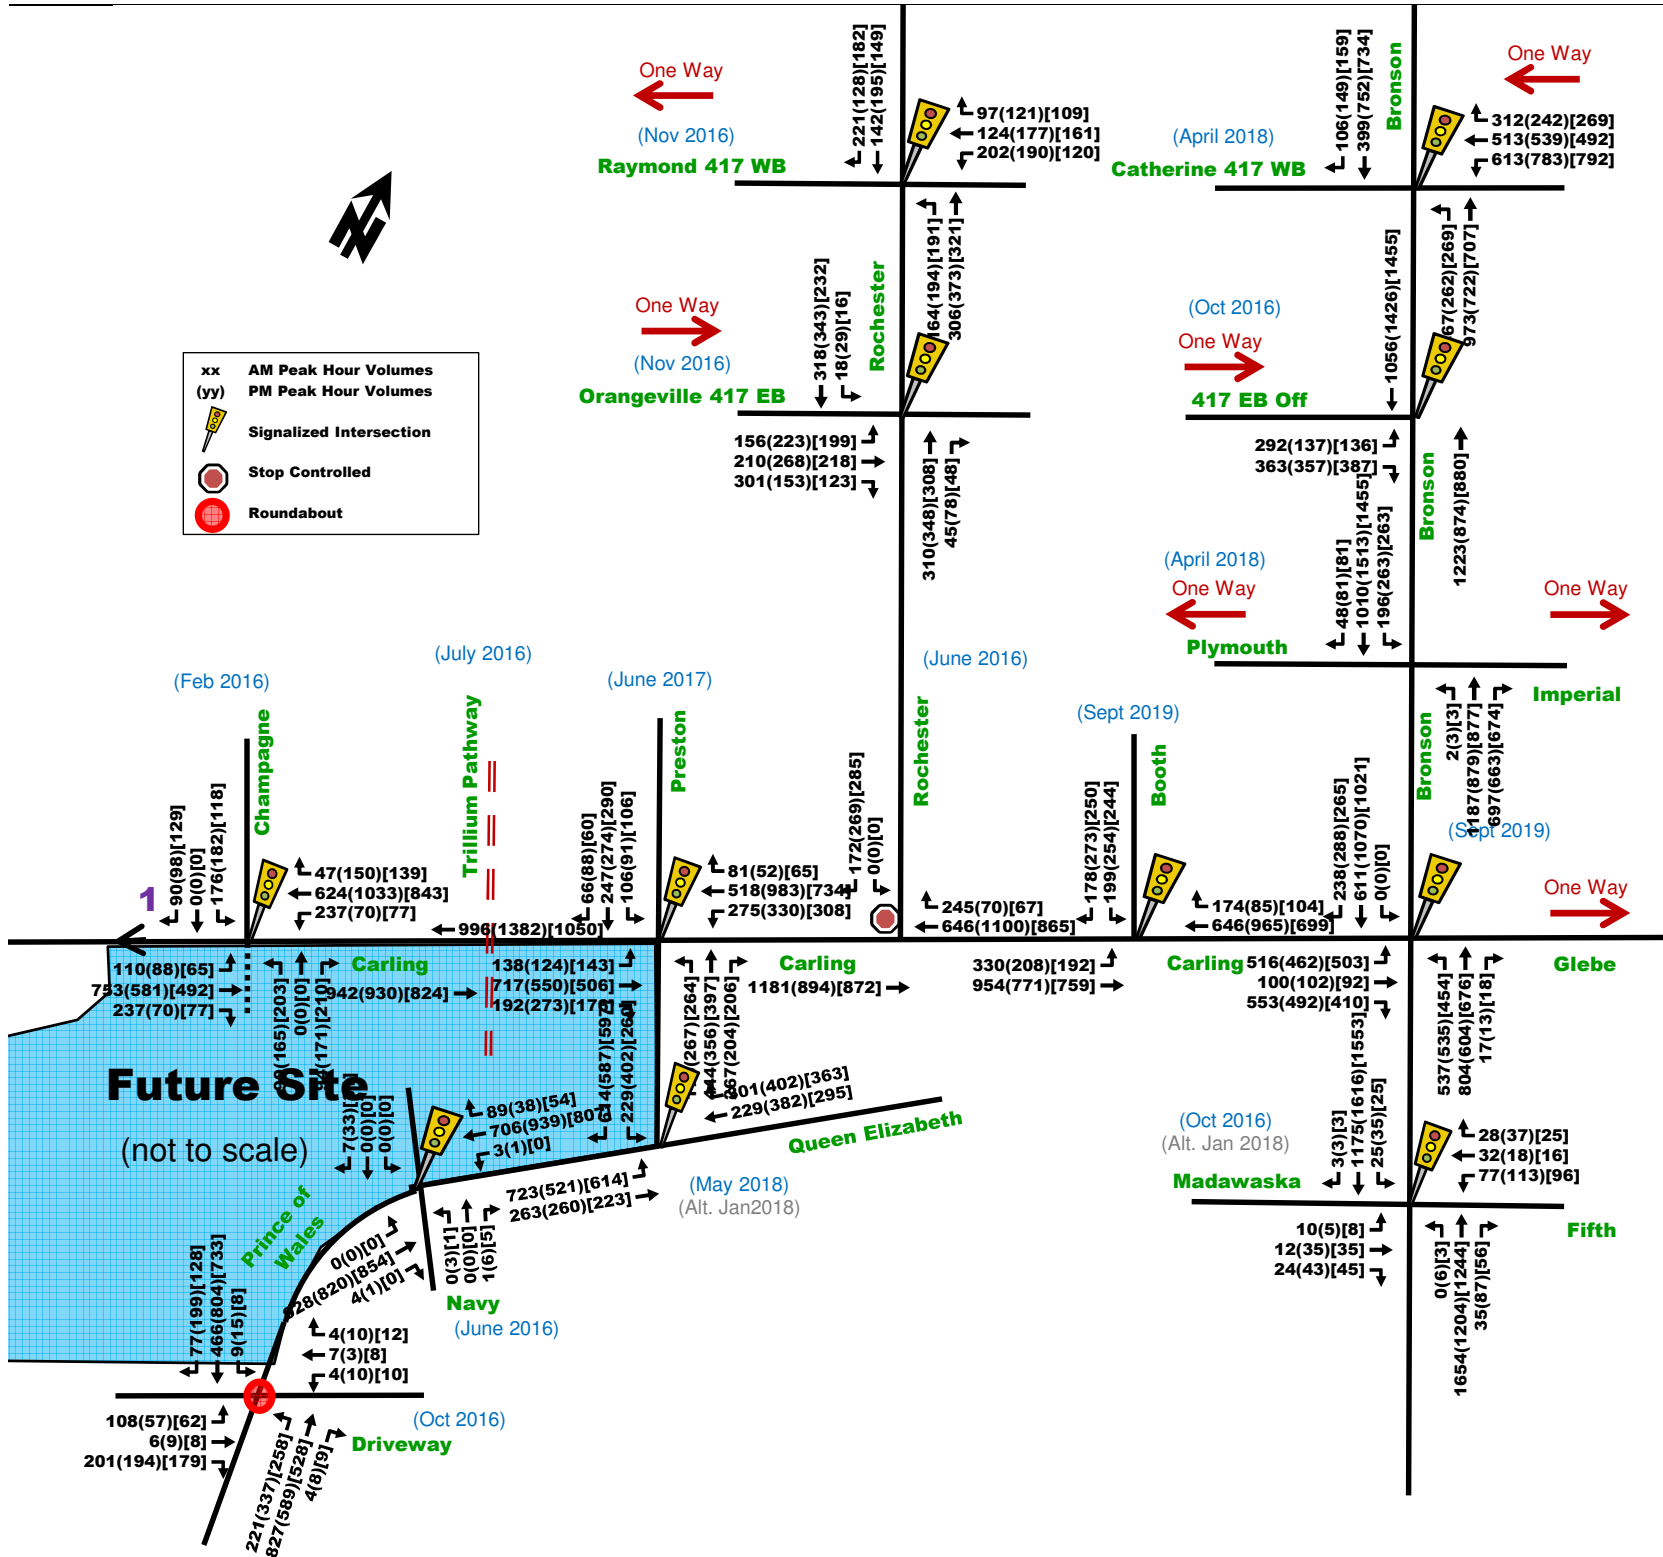 One Way
(Nov 2016)
Raymond 417 WB
221(128)[182]
142(195)[149]
97(121)[109]
124(177)[161]
202(190)[120]
(April 2018)
Catherine 417 WB
106(149)[159]
399(752)[734]
Bronson
One Way
312(242)[269]
513(539)[492]
613(783)[792]
One Way
(Nov 2016)
Orangeville 417 EB
318(343)[232]
18(29)[16]
Rochester
306(373)[321]
156(223)[199]
210(268)[218]
301(153)[123]
310(348)[308]
45(78)[48]
(Oct 2016)
One Way
417 EB Off
1056(1426)[1455]
973(722)[707]
292(137)[136]
363(357)[387]
Bronson
1223(874)[880]
xx AM Peak Hour Volumes
(yy) PM Peak Hour Volumes
Signalized Intersection
Stop Controlled
Roundabout
(April 2018)
One Way
Plymouth
48(81)[81]
1010(1513)[1455]
196(263)[263]
One Way
Imperial
Bronson
2(3)[3]
1187(879)[877]
697(663)[674]
(Feb 2016)
Champagne
90(98)[129]
0(0)[0]
176(182)[118]
1
47(150)[139]
624(1033)[843]
237(70)[77]
110(88)[65]
753(581)[492]
237(70)[77]
0(0)[0]
(July 2016)
Trillium Pathway
996(1382)[1050]
Carling
942(930)[824]
(June 2017)
Preston
66(88)[60]
247(274)[290]
106(91)[106]
81(52)[65]
518(983)[734]
275(330)[308]
138(124)[143]
717(550)[506]
(June 2016)
Rochester
172(269)[285]
0(0)[0]
245(70)[67]
646(1100)[865]
Carling
1181(894)[872]
(Sept 2019)
Booth
178(273)[250]
199(254)[244]
174(85)[104]
646(965)[699]
330(208)[192]
954(771)[759]
(Sept 2019)
238(288)[265]
611(1070)[1021]
0(0)[0]
One Way
Glebe
Carling
516(462)[503]
100(102)[92]
553(492)[410]
537(535)[454]
804(604)[676]
17(13)[18]
Future Site
(not to scale)
614(587)[597]
229(402)[260]
229(382)[295]
Queen Elizabeth
723(521)[614]
263(260)[223]
(May 2018)
(Alt. Jan2018)
0(0)[0]
0(0)[0]
89(38)[54]
706(939)[807]
3(1)[0]
Prince of
Wales
0(0)[0]
928(820)[854]
4(1)[0]
0(3)[1]
0(0)[0]
1(6)[5]
Navy
(June 2016)
77(199)[128]
466(804)[733]
9(15)[8]
4(10)[12]
7(3)[8]
4(10)[10]
108(57)[62]
6(9)[8]
201(194)[179]
221(337)[258]
827(589)[528]
4(8)[9]
(Oct 2016)
Driveway
(Oct 2016)
(Alt. Jan 2018)
Madawaska
3(3)[3]
1175(1616)[1553]
25(35)[25]
28(37)[25]
32(18)[16]
77(113)[96]
Fifth
10(5)[8]
12(35)[35]
24(43)[45]
0(6)[3]
1654(1204)[1244]
35(87)[56]